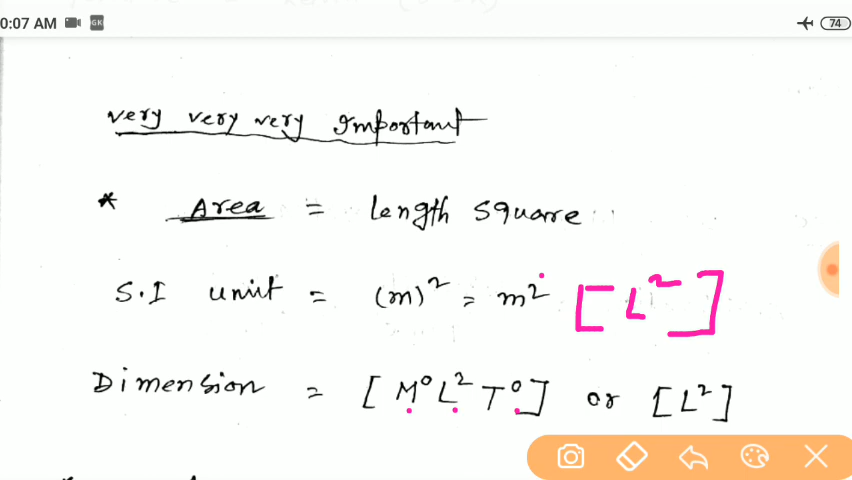 0:07 AM GK 74
very very very Important
* Area = length square
S.I unit = (m)² = m² [L²]
Dimension = [M⁰L²T⁰] or [L²]